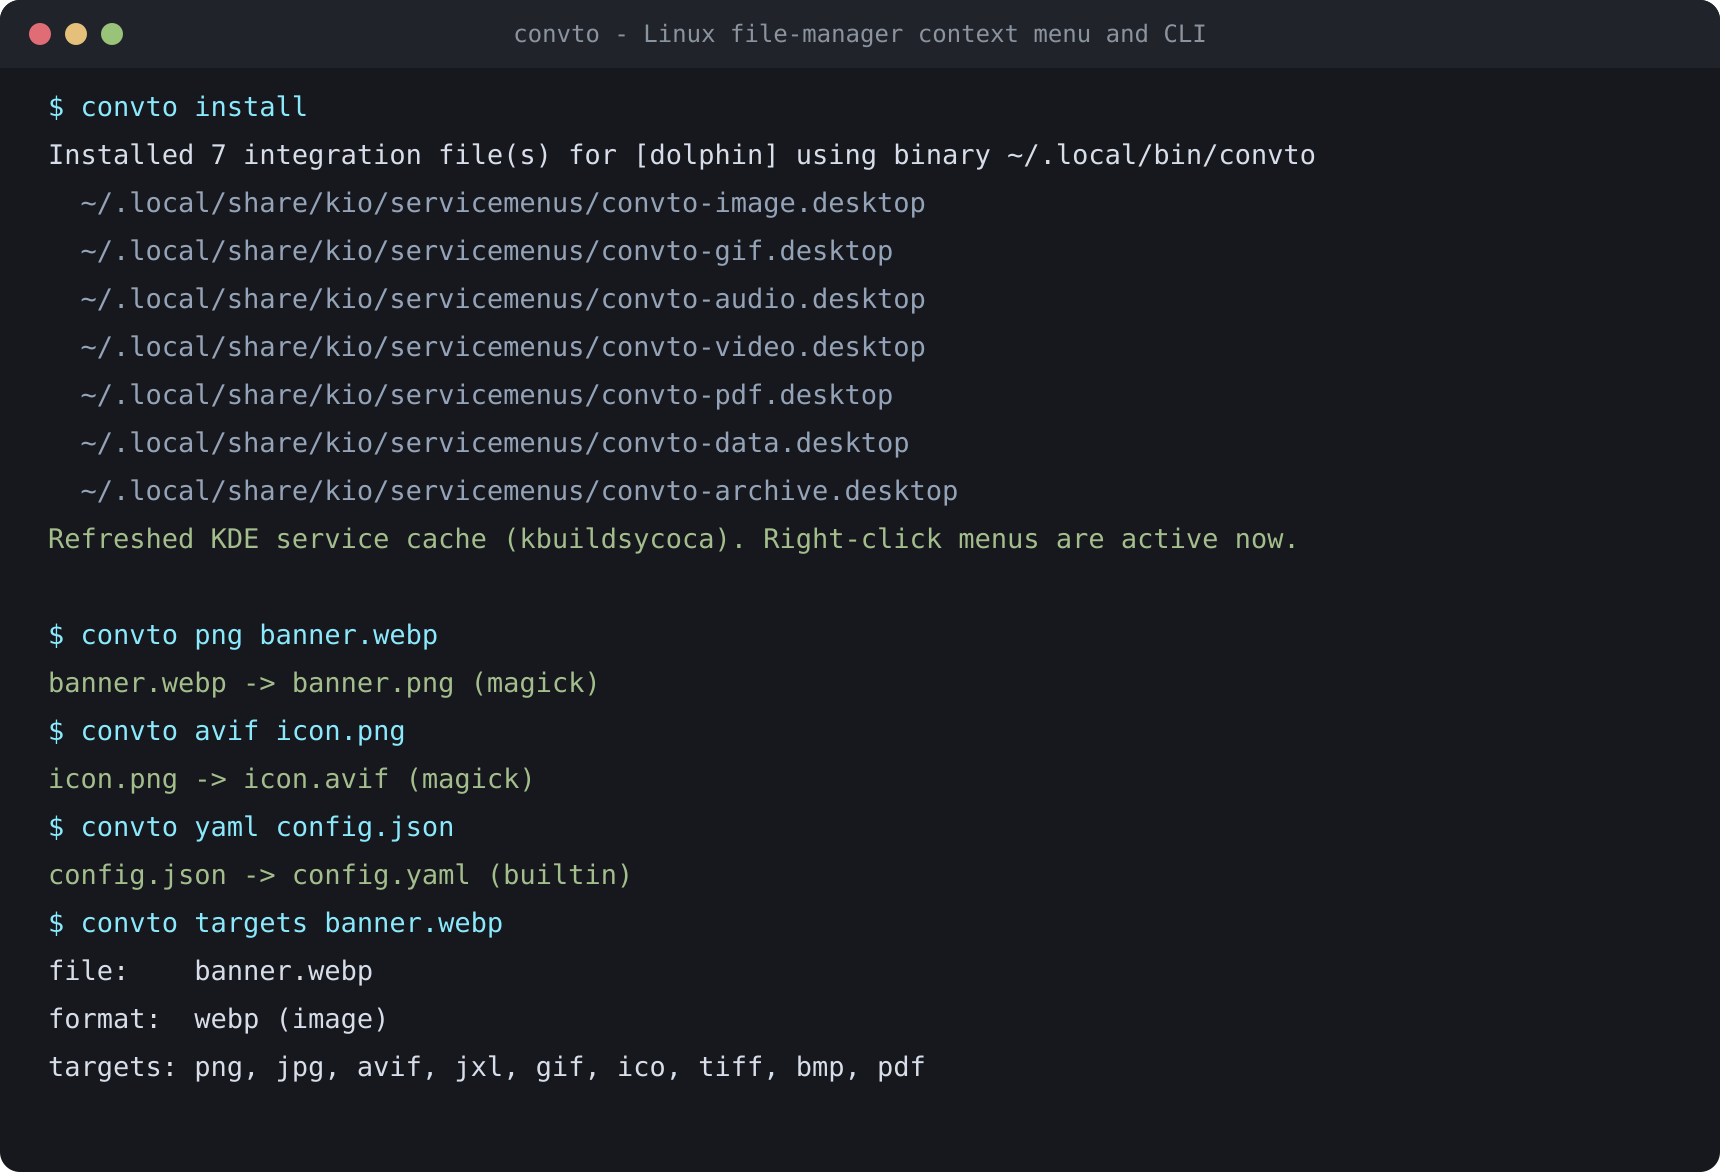 convto - Linux file-manager context menu and CLI
$ convto install
Installed 7 integration file(s) for [dolphin] using binary ~/.local/bin/convto
  ~/.local/share/kio/servicemenus/convto-image.desktop
  ~/.local/share/kio/servicemenus/convto-gif.desktop
  ~/.local/share/kio/servicemenus/convto-audio.desktop
  ~/.local/share/kio/servicemenus/convto-video.desktop
  ~/.local/share/kio/servicemenus/convto-pdf.desktop
  ~/.local/share/kio/servicemenus/convto-data.desktop
  ~/.local/share/kio/servicemenus/convto-archive.desktop
Refreshed KDE service cache (kbuildsycoca). Right-click menus are active now.
$ convto png banner.webp
banner.webp -> banner.png (magick)
$ convto avif icon.png
icon.png -> icon.avif (magick)
$ convto yaml config.json
config.json -> config.yaml (builtin)
$ convto targets banner.webp
file:    banner.webp
format:  webp (image)
targets: png, jpg, avif, jxl, gif, ico, tiff, bmp, pdf